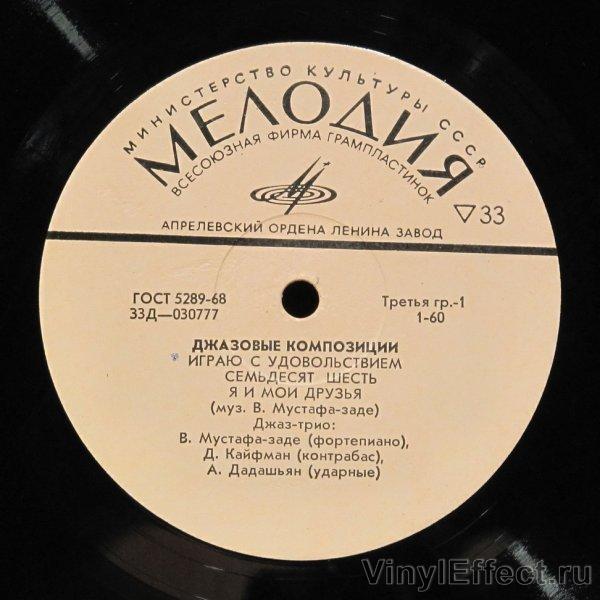 МИНИСТЕРСТВО КУЛЬТУРЫ СССР
МЕЛОДИЯ
ВСЕСОЮЗНАЯ ФИРМА ГРАМПЛАСТИНОК
▽33
АПРЕЛЕВСКИЙ ОРДЕНА ЛЕНИНА ЗАВОД
ГОСТ 5289-68
Третья гр.-1
33Д—030777
1-60
ДЖАЗОВЫЕ КОМПОЗИЦИИ
ИГРАЮ С УДОВОЛЬСТВИЕМ
СЕМЬДЕСЯТ ШЕСТЬ
Я И МОИ ДРУЗЬЯ
(муз. В. Мустафа-заде)
Джаз-трио:
В. Мустафа-заде (фортепиано),
Д. Кайфман (контрабас),
А. Дадашьян (ударные)
VinylEffect.ru